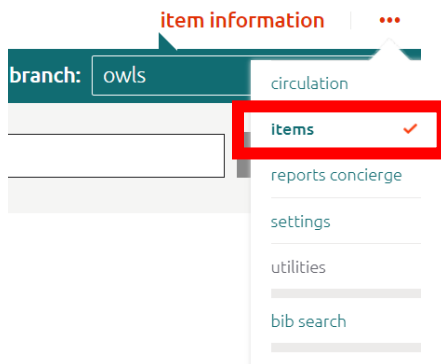 item information
branch: owls
circulation
items
reports concierge
settings
utilities
bib search